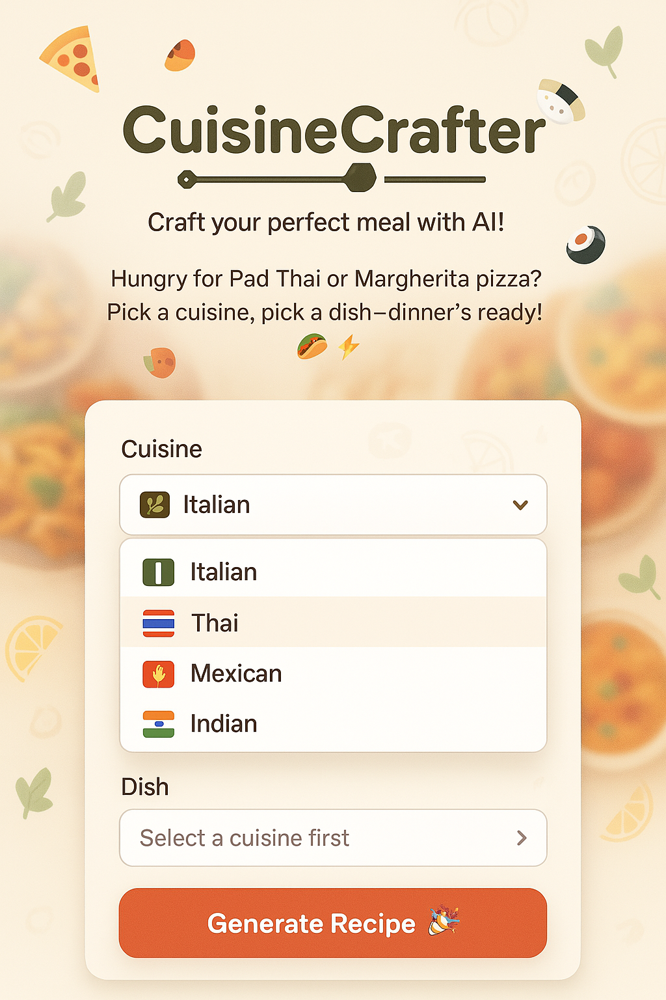 CuisineCrafter
Craft your perfect meal with AI!
Hungry for Pad Thai or Margherita pizza?
Pick a cuisine, pick a dish–dinner’s ready!
Cuisine
Italian
Italian
Thai
Mexican
Indian
Dish
Select a cuisine first
Generate Recipe